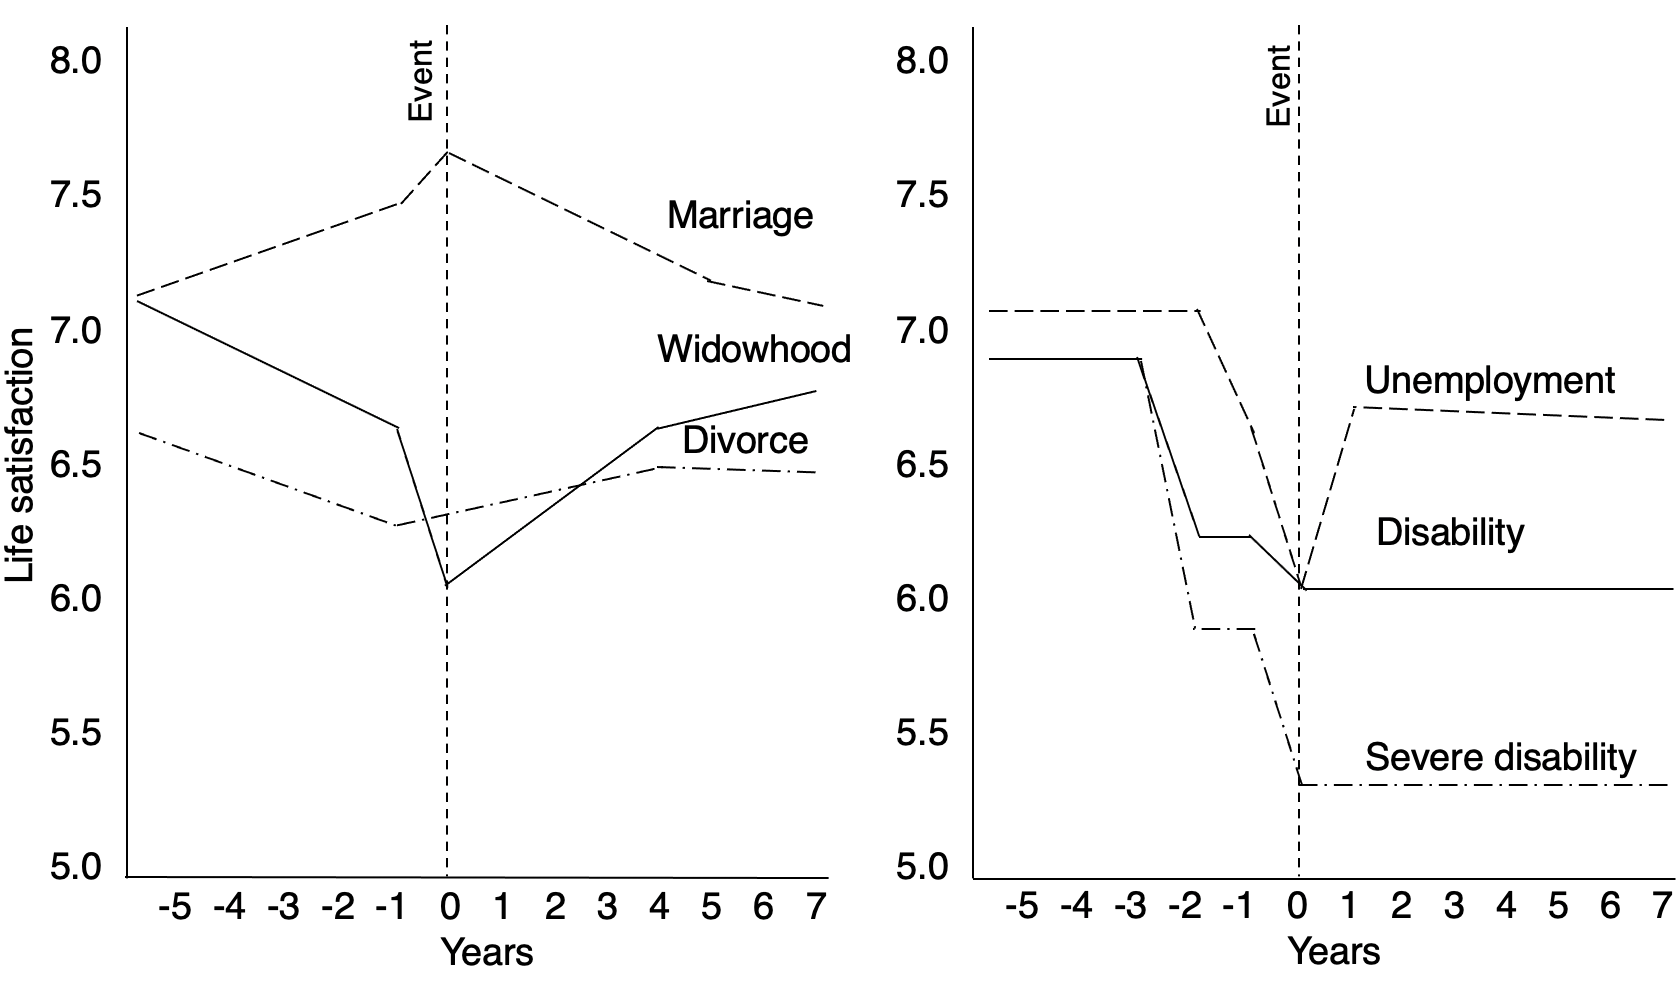 8.0
7.5
7.0
6.5
6.0
5.5
5.0
Life satisfaction
Event
Marriage
Widowhood
Divorce
-5 -4 -3 -2 -1 0 1 2 3 4 5 6 7
Years
8.0
7.5
7.0
6.5
6.0
5.5
5.0
Event
Unemployment
Disability
Severe disability
-5 -4 -3 -2 -1 0 1 2 3 4 5 6 7
Years